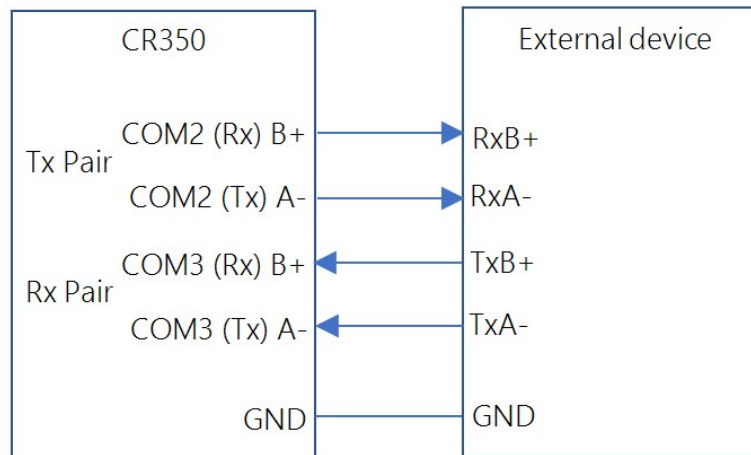 CR350
External device
Tx Pair
COM2 (Rx) B+
RxB+
COM2 (Tx) A-
RxA-
Rx Pair
COM3 (Rx) B+
TxB+
COM3 (Tx) A-
TxA-
GND
GND